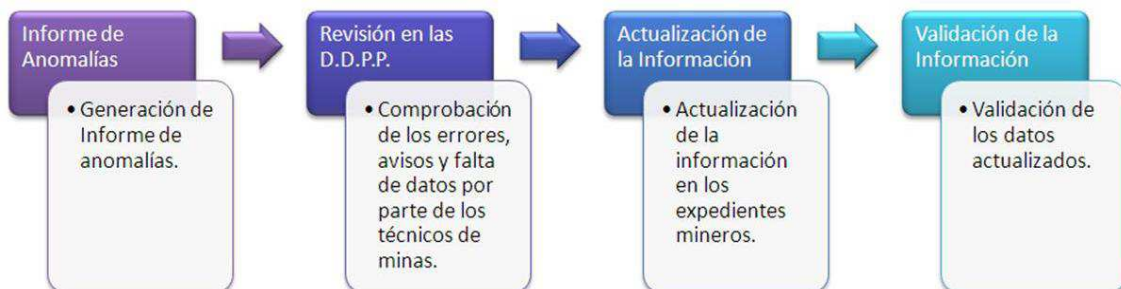 Informe de
Anomalías
• Generación de
Informe de
anomalías.
Revisión en las
D.D.P.P.
• Comprobación
de los errores,
avisos y falta
de datos por
parte de los
técnicos de
minas.
Actualización de
la Información
• Actualización
de la
información
en los
expedientes
mineros.
Validación de la
Información
• Validación de
los datos
actualizados.